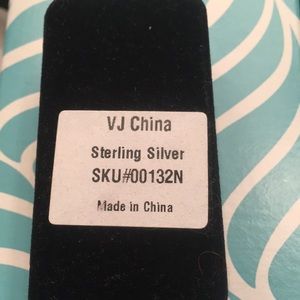 VJ China
Sterling Silver
SKU#00132N
Made in China